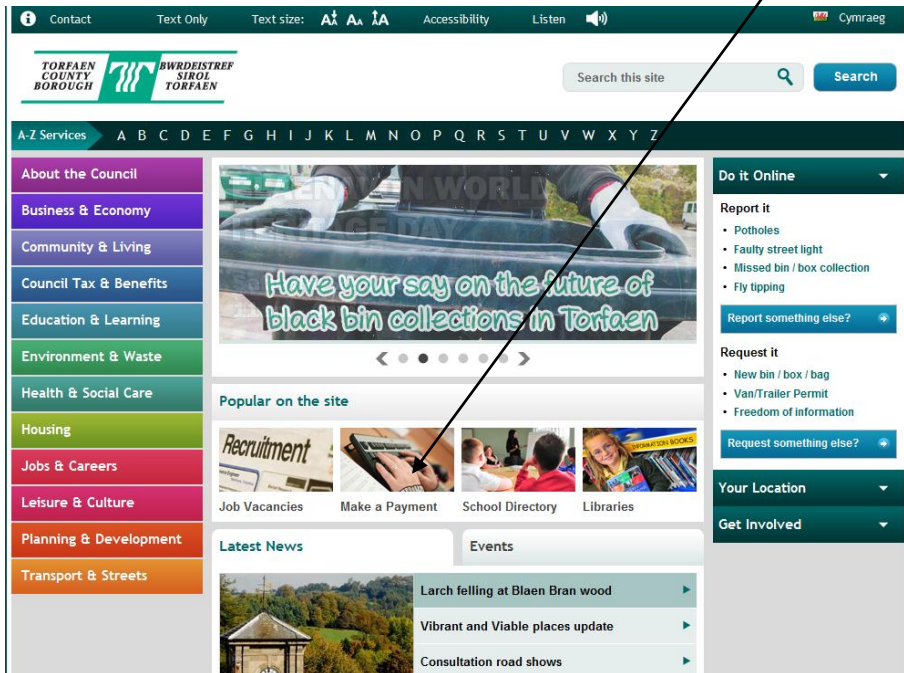 Contact Text Only Text size: AA AA AA Accessibility Listen Cymraeg
TORFAEN COUNTY BOROUGH BWRDEISTREF SIROL TORFAEN
Search this site Search
A-Z Services A B C D E F G H I J K L M N O P Q R S T U V W X Y Z
About the Council
Business & Economy
Community & Living
Council Tax & Benefits
Education & Learning
Environment & Waste
Health & Social Care
Housing
Jobs & Careers
Leisure & Culture
Planning & Development
Transport & Streets
WORLD
HERITAGE DAY
Have your say on the future of
black bin collections in Torfaen
Popular on the site
Recruitment
INFORMATION BOOKS
Job Vacancies Make a Payment School Directory Libraries
Latest News Events
Larch felling at Blaen Bran wood
Vibrant and Viable places update
Consultation road shows
Do it Online
Report it
• Potholes
• Faulty street light
• Missed bin / box collection
• Fly tipping
Report something else?
Request it
• New bin / box / bag
• Van/Trailer Permit
• Freedom of information
Request something else?
Your Location
Get Involved